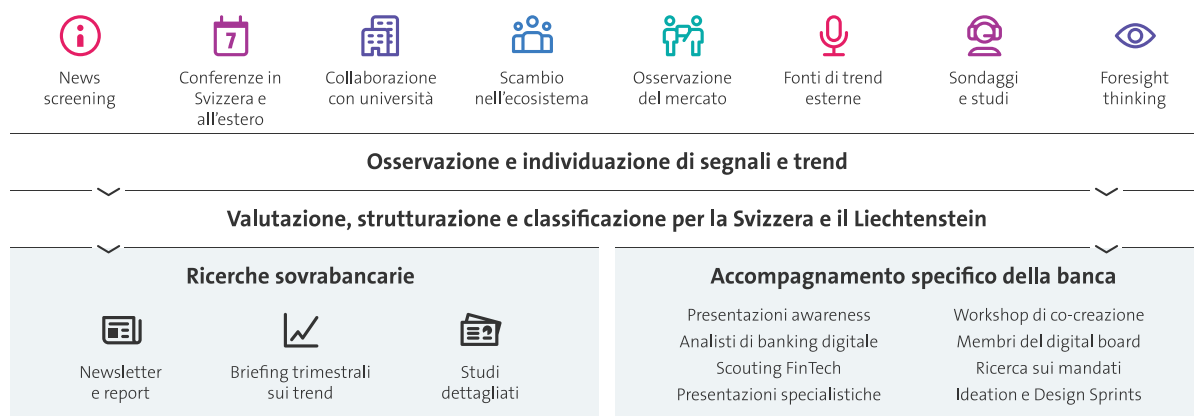 7
News
screening
Conferenze in
Svizzera e
all'estero
Collaborazione
con università
Scambio
nell'ecosistema
Osservazione
del mercato
Fonti di trend
esterne
Sondaggi
e studi
Foresight
thinking
Osservazione e individuazione di segnali e trend
Valutazione, strutturazione e classificazione per la Svizzera e il Liechtenstein
Ricerche sovrabancarie
Newsletter
e report
Briefing trimestrali
sui trend
Studi
dettagliati
Accompagnamento specifico della banca
Presentazioni awareness
Analisti di banking digitale
Scouting FinTech
Presentazioni specialistiche
Workshop di co-creazione
Membri del digital board
Ricerca sui mandati
Ideation e Design Sprints